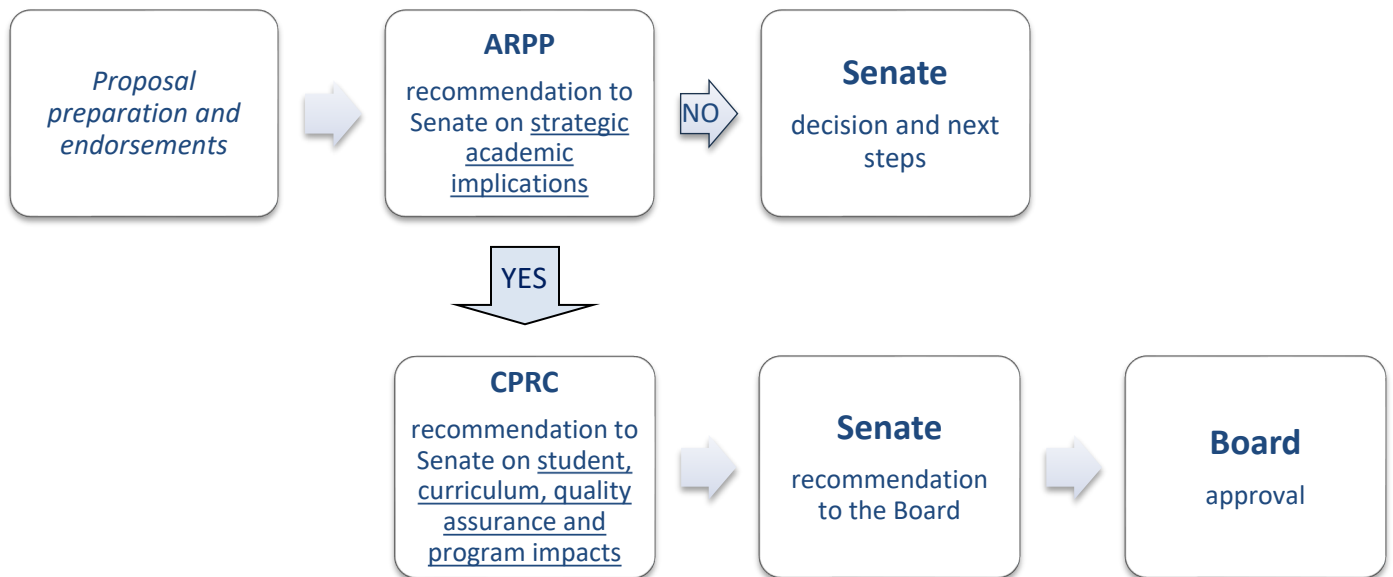 Proposal
preparation and
endorsements
ARPP
recommendation to
Senate on strategic
academic
implications
NO
Senate
decision and next
steps
YES
CPRC
recommendation to
Senate on student,
curriculum, quality
assurance and
program impacts
Senate
recommendation
to the Board
Board
approval